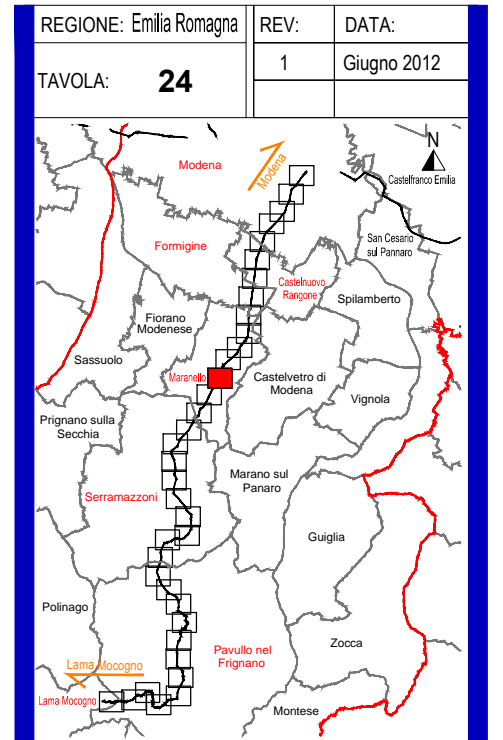 REGIONE: Emilia Romagna
REV:
DATA:
TAVOLA: 24
1
Giugno 2012
N
Modena
Modena
Castelfranco Emilia
San Cesario
sul Pannaro
Formigine
Castelnuovo
Rangone
Spilamberto
Fiorano
Modenese
Sassuolo
Maranello
Castelvetro di
Modena
Vignola
Prignano sulla
Secchia
Marano sul
Panaro
Serramazzoni
Guiglia
Polinago
Pavullo nel
Frignano
Zocca
Lama Mocogno
Lama Mocogno
Montese